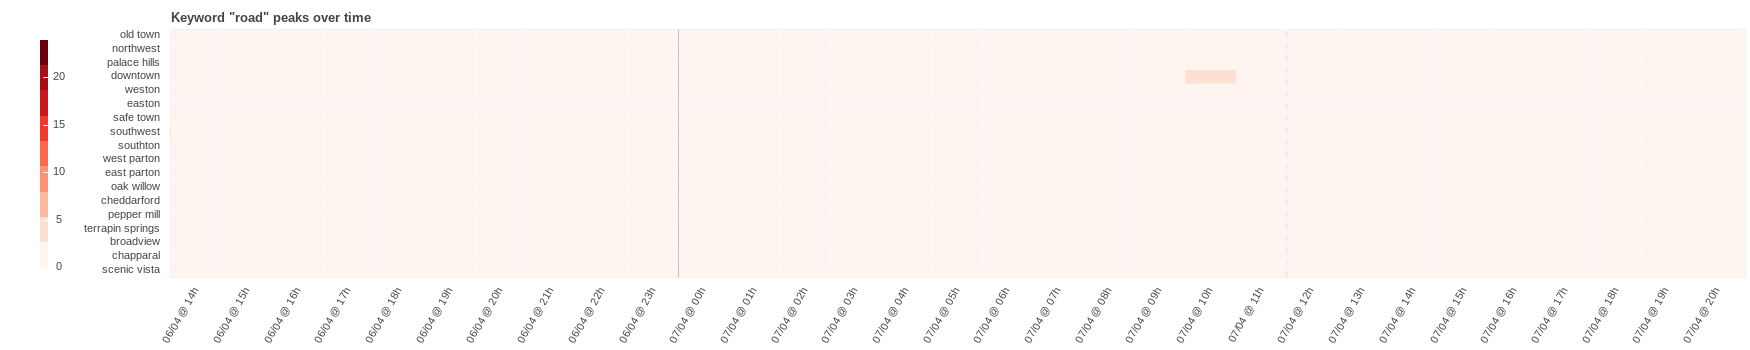 Keyword "road" peaks over time
old town
northwest
palace hills
downtown
weston
easton
safe town
southwest
southton
west parton
east parton
oak willow
cheddarford
pepper mill
terrapin springs
broadview
chapparal
scenic vista
20
15
10
5
0
06/04 @ 14h
06/04 @ 15h
06/04 @ 16h
06/04 @ 17h
06/04 @ 18h
06/04 @ 19h
06/04 @ 20h
06/04 @ 21h
06/04 @ 22h
06/04 @ 23h
07/04 @ 00h
07/04 @ 01h
07/04 @ 02h
07/04 @ 03h
07/04 @ 04h
07/04 @ 05h
07/04 @ 06h
07/04 @ 07h
07/04 @ 08h
07/04 @ 09h
07/04 @ 10h
07/04 @ 11h
07/04 @ 12h
07/04 @ 13h
07/04 @ 14h
07/04 @ 15h
07/04 @ 16h
07/04 @ 17h
07/04 @ 18h
07/04 @ 19h
07/04 @ 20h